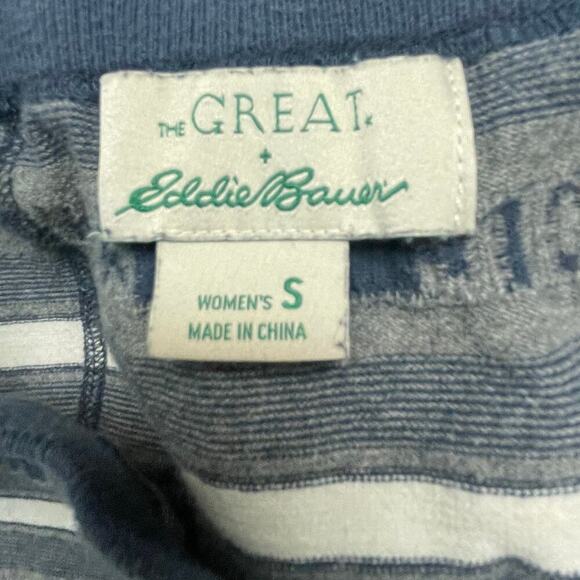 THE GREAT.
+
Eddie Bauer
WOMEN'S S
MADE IN CHINA